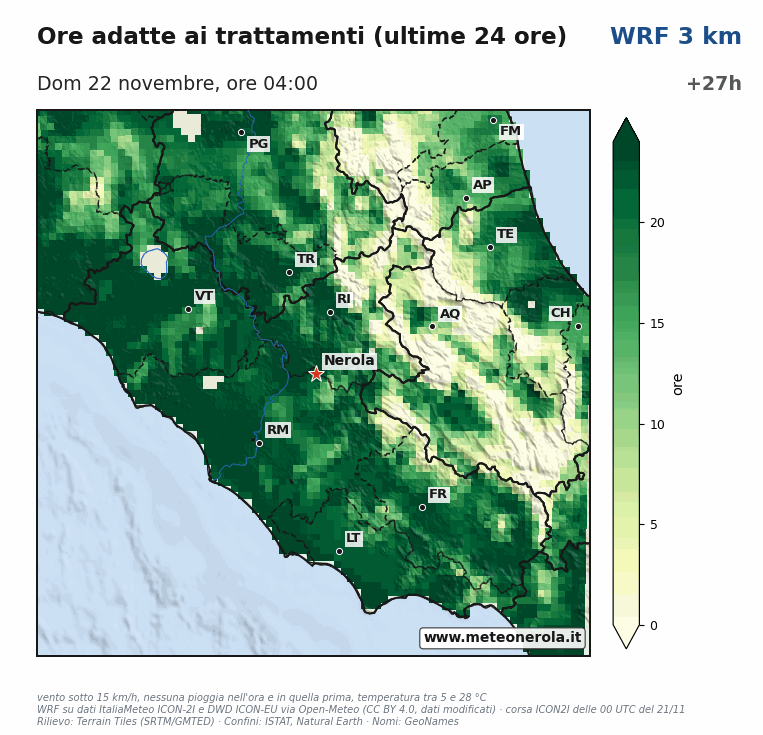 Ore adatte ai trattamenti (ultime 24 ore)
WRF 3 km
Dom 22 novembre, ore 04:00
+27h
FM
PG
AP
TE
TR
VT
RI
AQ
CH
Nerola
RM
FR
LT
www.meteonerola.it
20
15
10
5
0
ore
vento sotto 15 km/h, nessuna pioggia nell'ora e in quella prima, temperatura tra 5 e 28 °C
WRF su dati ItaliaMeteo ICON-2I e DWD ICON-EU via Open-Meteo (CC BY 4.0, dati modificati) · corsa ICON2I delle 00 UTC del 21/11
Rilievo: Terrain Tiles (SRTM/GMTED) · Confini: ISTAT, Natural Earth · Nomi: GeoNames